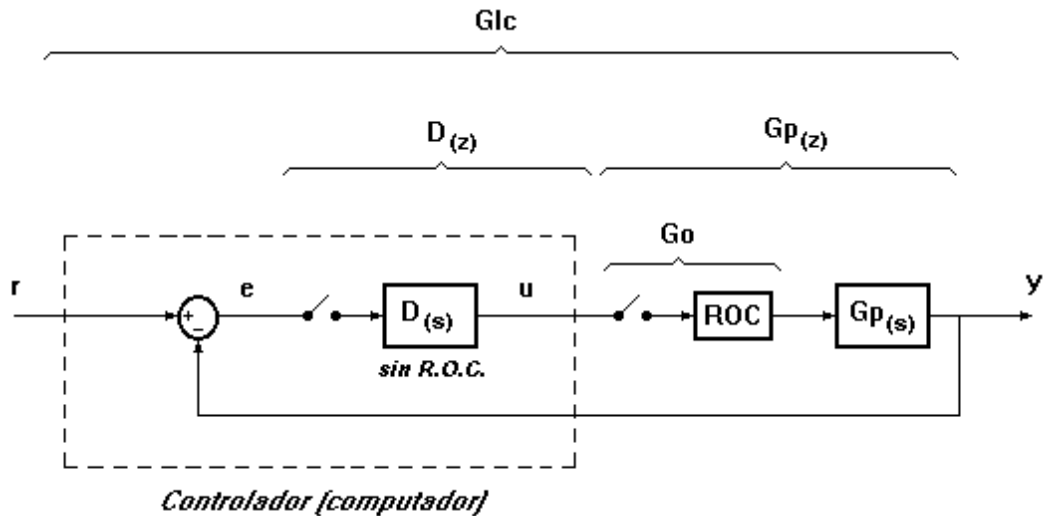 Glc
D(z)
Gp(z)
Go
r
e
u
y
+
−
D(s)
ROC
Gp(s)
sin R.O.C.
Controlador (computador)